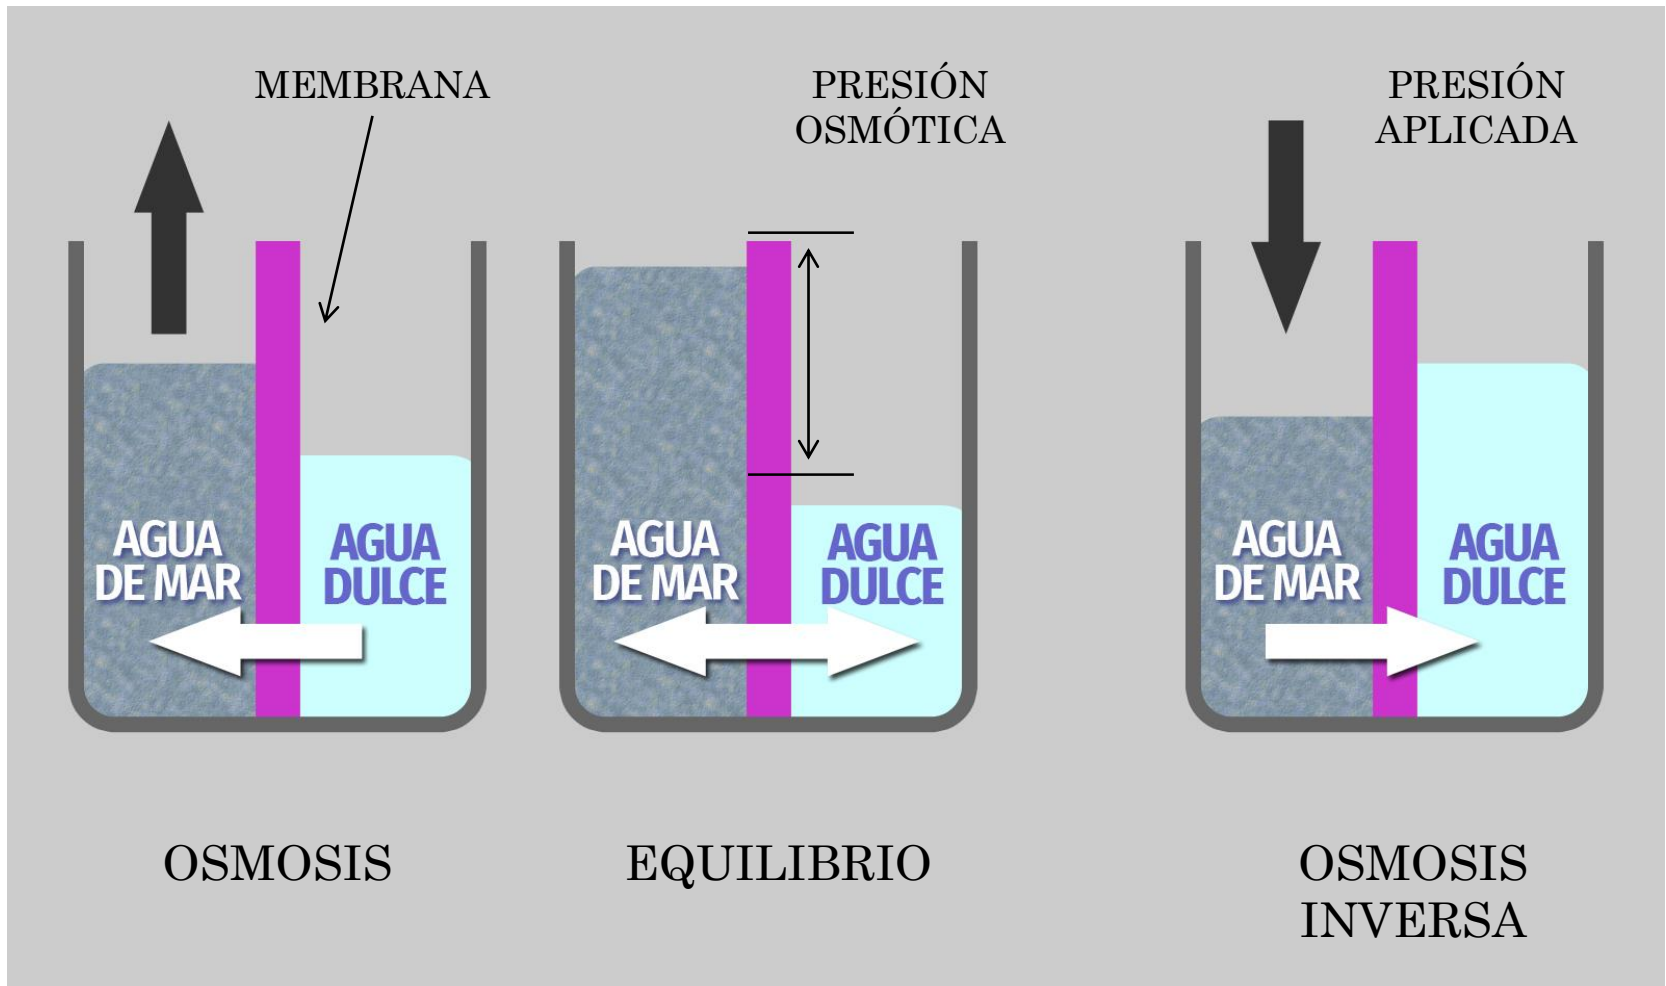 MEMBRANA
PRESIÓN
OSMÓTICA
PRESIÓN
APLICADA
AGUA
DE MAR
AGUA
DULCE
AGUA
DE MAR
AGUA
DULCE
AGUA
DE MAR
AGUA
DULCE
OSMOSIS
EQUILIBRIO
OSMOSIS
INVERSA